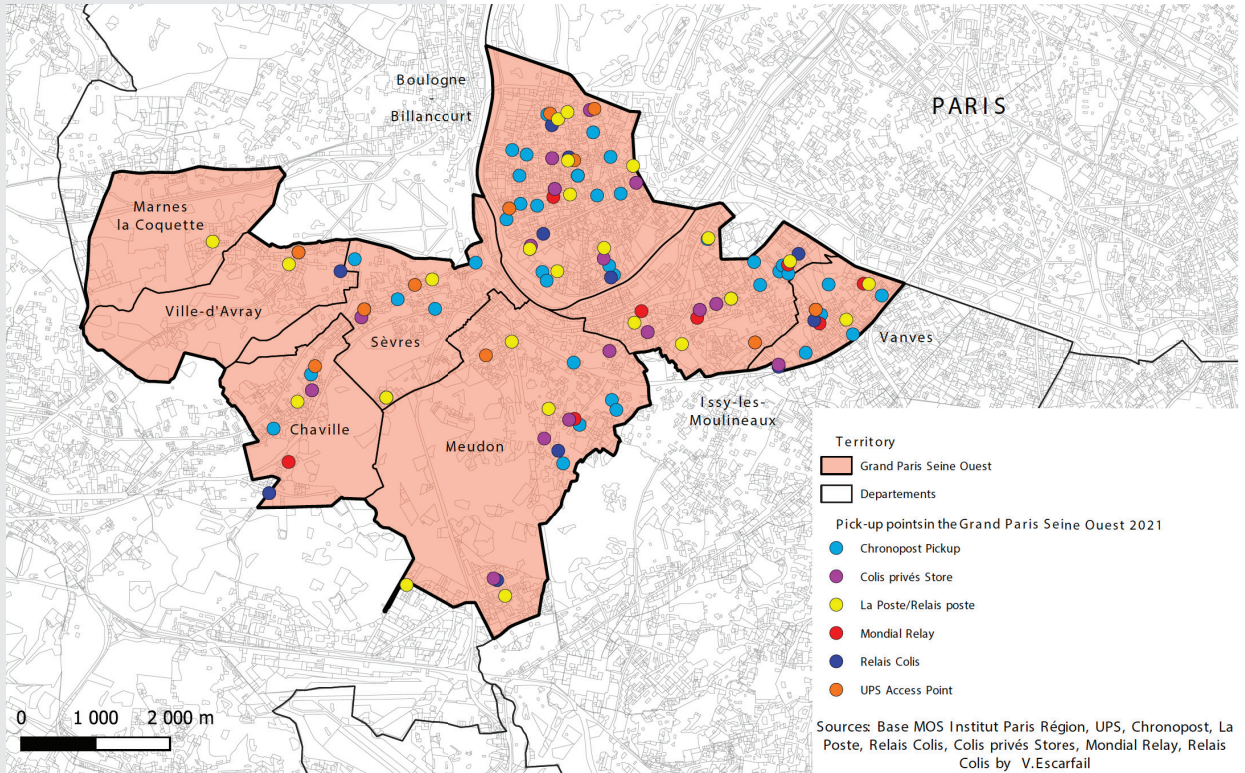 Boulogne
-
Billancourt
PARIS
Marnes
la Coquette
Ville-d'Avray
Sèvres
Vanves
Issy-les-
Moulineaux
Chaville
Meudon
Territory
Grand Paris Seine Ouest
Departements
Pick-up points in the Grand Paris Seine Ouest 2021
Chronopost Pickup
Colis privés Store
La Poste/Relais poste
Mondial Relay
Relais Colis
UPS Access Point
0 1 000 2 000 m
Sources: Base MOS Institut Paris Région, UPS, Chronopost, La
Poste, Relais Colis, Colis privés Stores, Mondial Relay, Relais
Colis by V.Escarfail